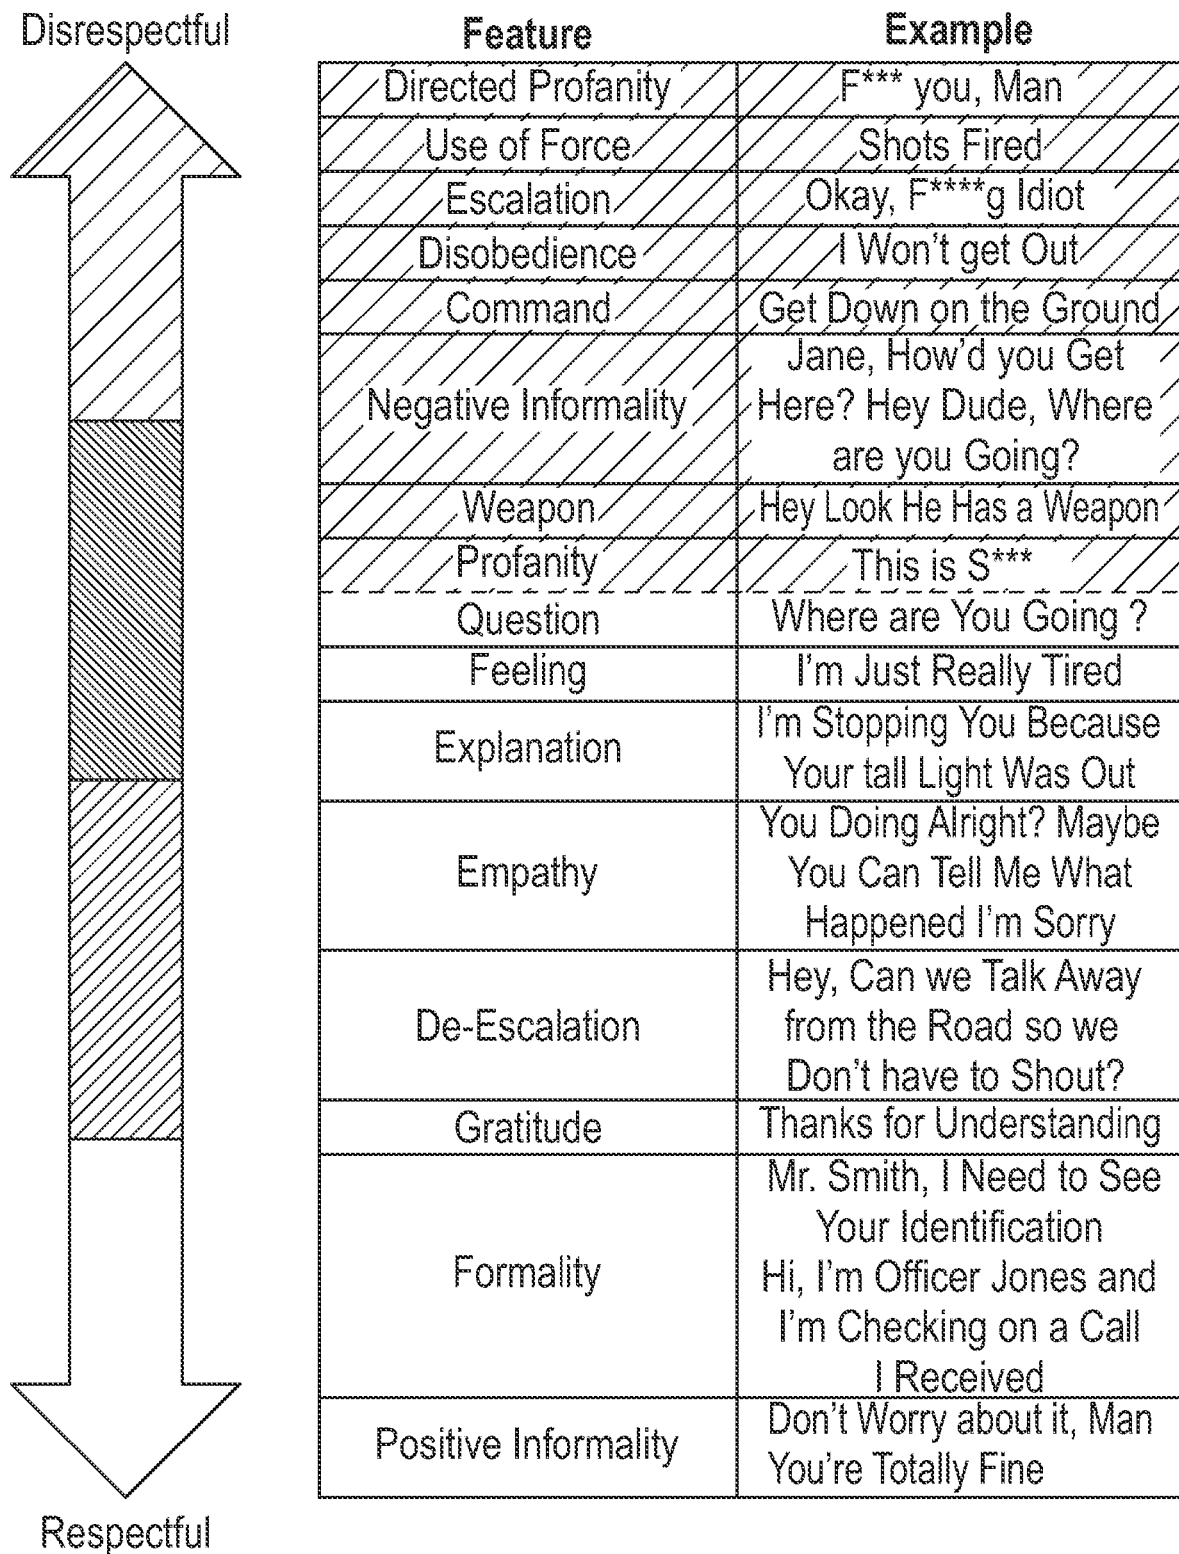 Disrespectful
Feature Example
Directed Profanity F*** you, Man
Use of Force Shots Fired
Escalation Okay, F****g Idiot
Disobedience I Won't get Out
Command Get Down on the Ground
Negative Informality
Jane, How'd you Get
Here? Hey Dude, Where
are you Going?
Weapon Hey Look He Has a Weapon
Profanity This is S***
Question Where are You Going ?
Feeling I'm Just Really Tired
Explanation
I'm Stopping You Because
Your tall Light Was Out
Empathy
You Doing Alright? Maybe
You Can Tell Me What
Happened I'm Sorry
De-Escalation
Hey, Can we Talk Away
from the Road so we
Don't have to Shout?
Gratitude Thanks for Understanding
Formality
Mr. Smith, I Need to See
Your Identification
Hi, I'm Officer Jones and
I'm Checking on a Call
I Received
Positive Informality
Don't Worry about it, Man
You're Totally Fine
Respectful